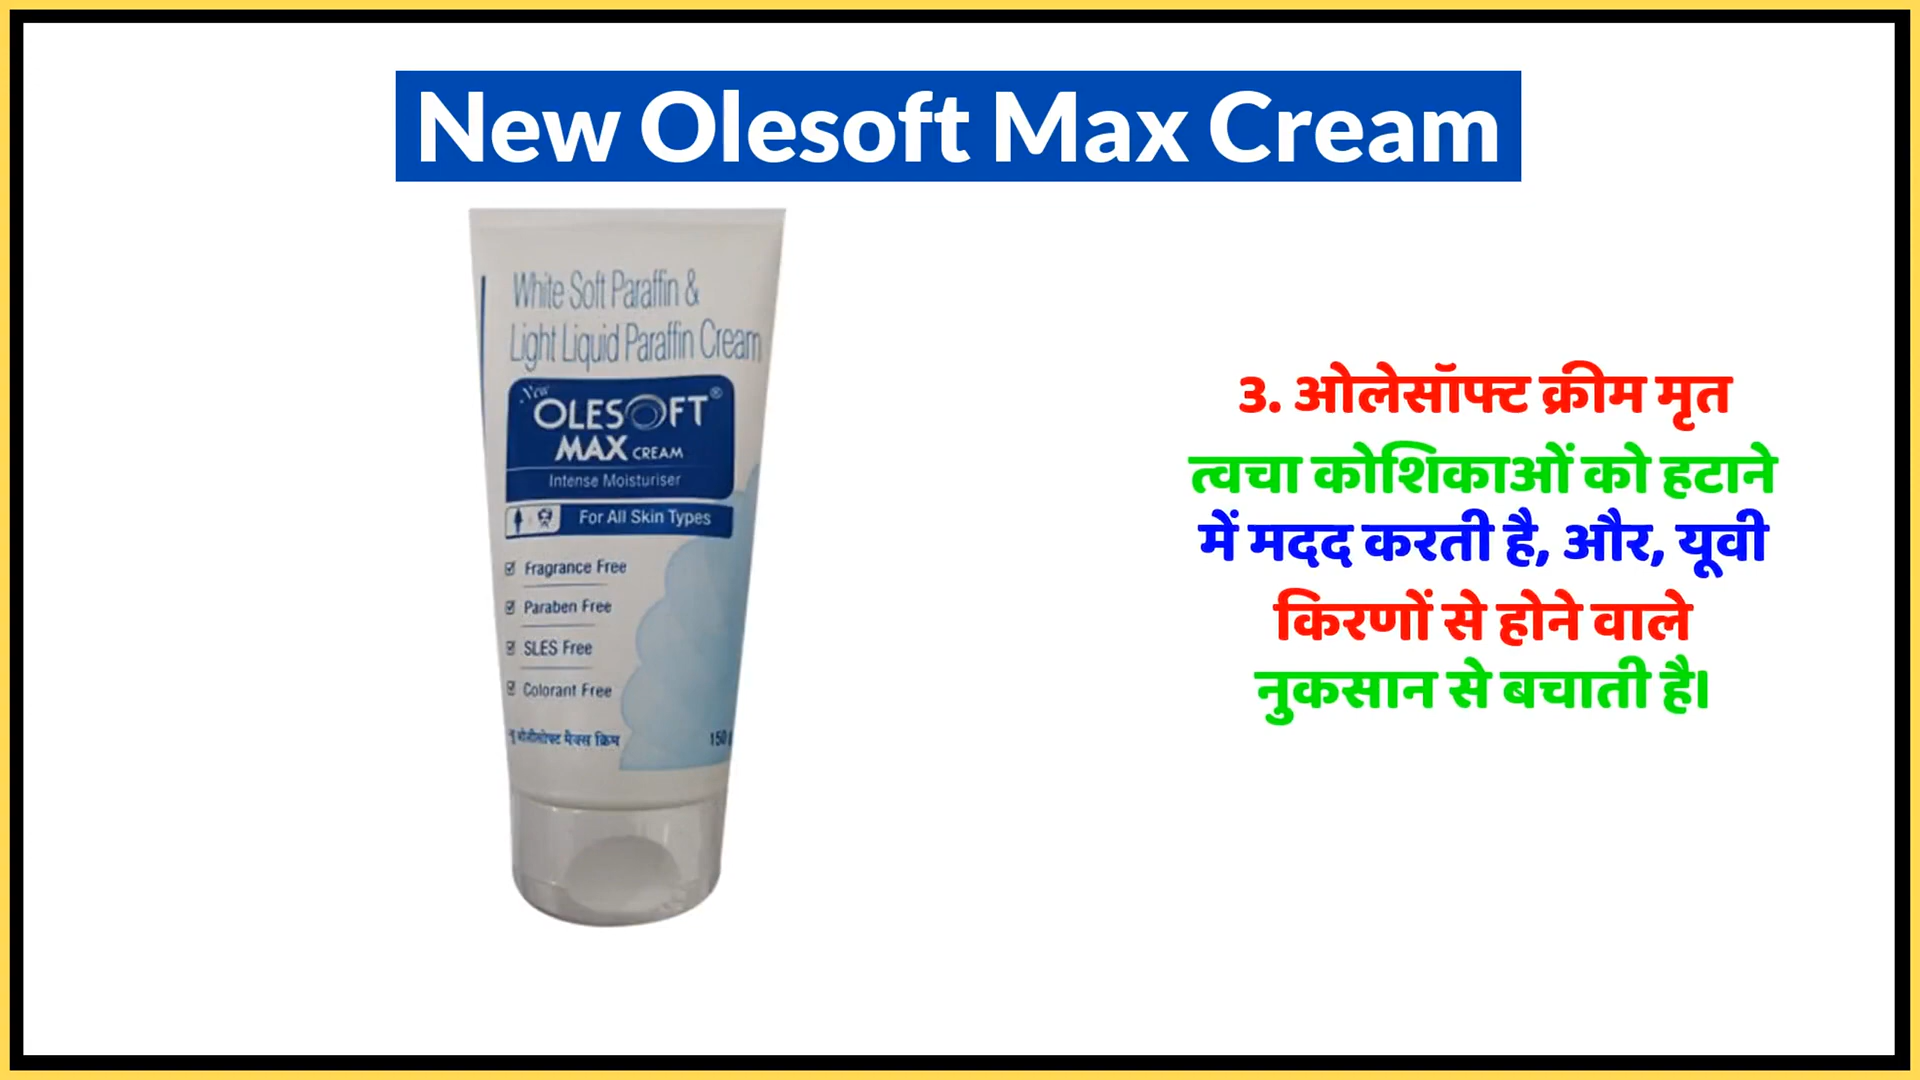 New Olesoft Max Cream
White Soft Paraffin &
Light Liquid Paraffin Cream
New
OLESOFT®
MAX CREAM
Intense Moisturiser
For All Skin Types
Fragrance Free
Paraben Free
SLES Free
Colorant Free
मैक्स क्रिम 150
3. ओलेसॉफ्ट क्रीम मृत
त्वचा कोशिकाओं को हटाने
में मदद करती है, और, यूवी
किरणों से होने वाले
नुकसान से बचाती है।